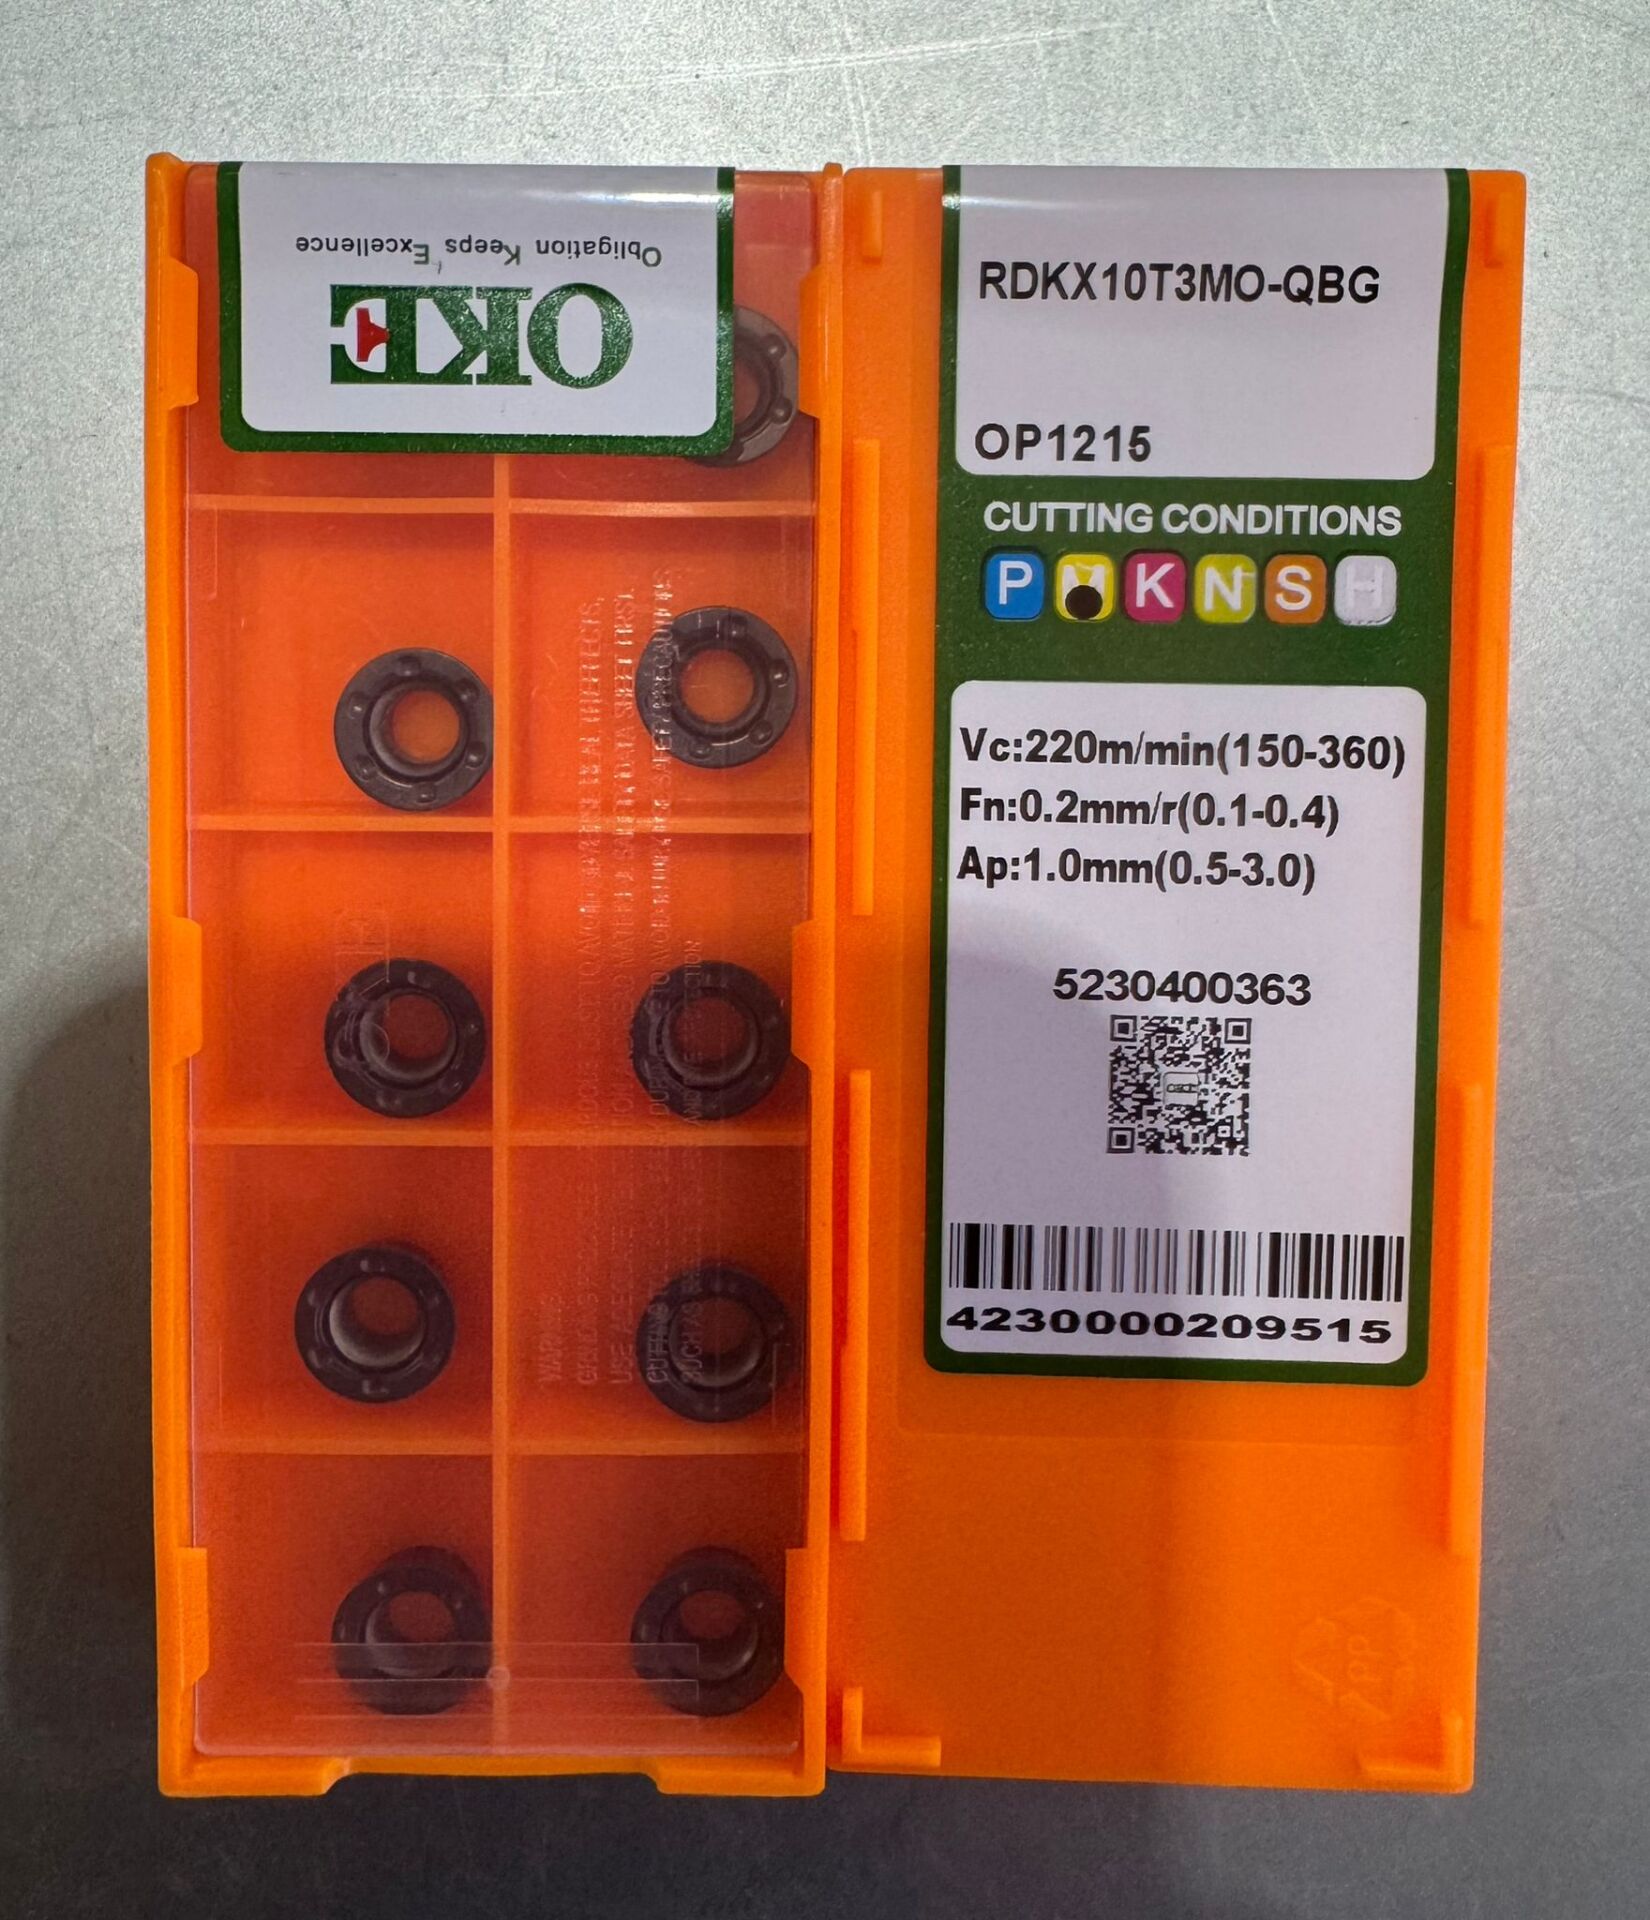 Obligation Keeps Excellence
OKE
RDKX10T3MO-QBG
OP1215
CUTTING CONDITIONS
P M K N S H
Vc:220m/min(150-360)
Fn:0.2mm/r(0.1-0.4)
Ap:1.0mm(0.5-3.0)
5230400363
OKE
4230000209515